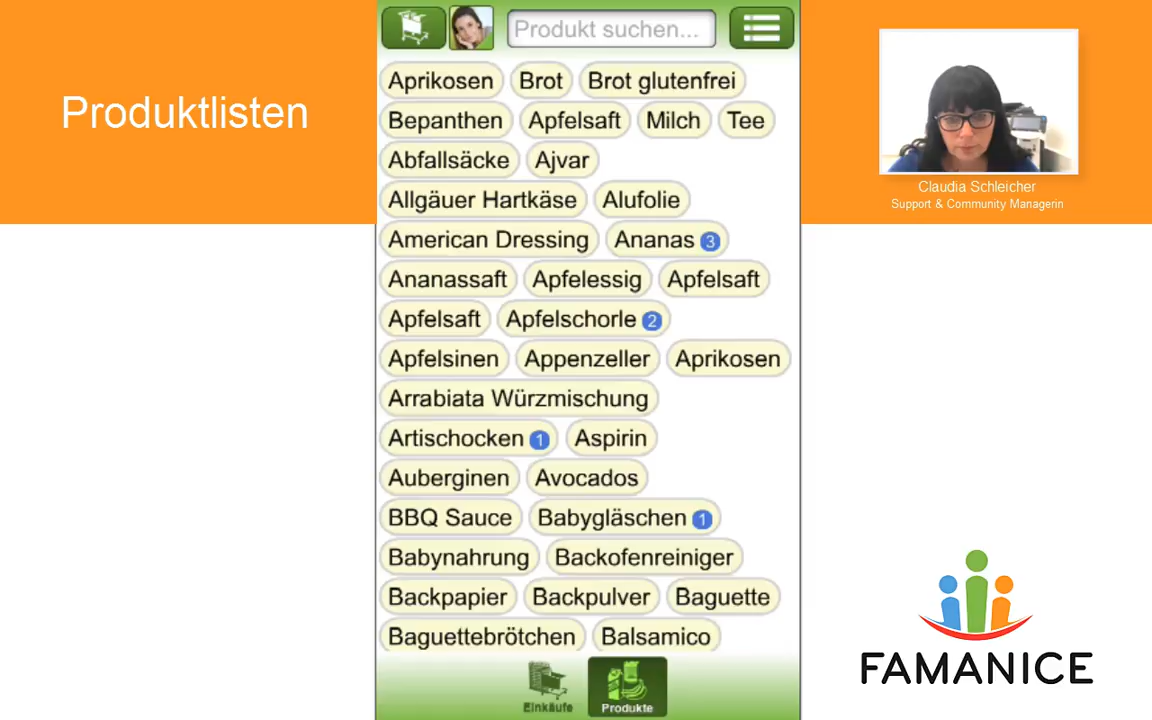 Produktlisten
Produkt suchen...
Aprikosen Brot Brot glutenfrei
Bepanthen Apfelsaft Milch Tee
Abfallsäcke Ajvar
Allgäuer Hartkäse Alufolie
American Dressing Ananas 3
Ananassaft Apfelessig Apfelsaft
Apfelsaft Apfelschorle 2
Apfelsinen Appenzeller Aprikosen
Arrabiata Würzmischung
Artischocken 1 Aspirin
Auberginen Avocados
BBQ Sauce Babygläschen 1
Babynahrung Backofenreiniger
Backpapier Backpulver Baguette
Baguettebrötchen Balsamico
Einkäufe Produkte
Claudia Schleicher
Support & Community Managerin
FAMANICE